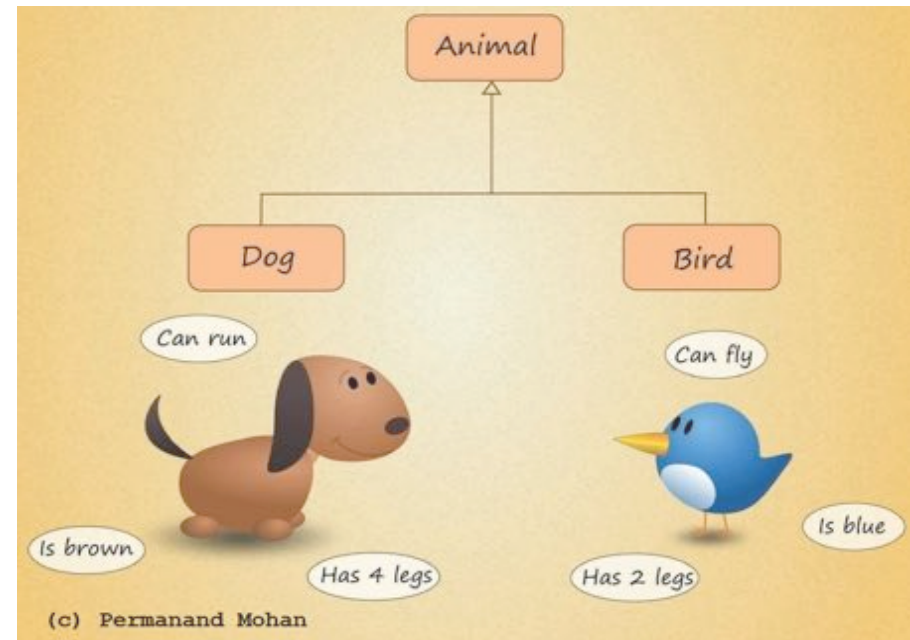 Animal
Dog
Bird
Can run
Can fly
Is brown
Has 4 legs
Has 2 legs
Is blue
(c) Permanand Mohan